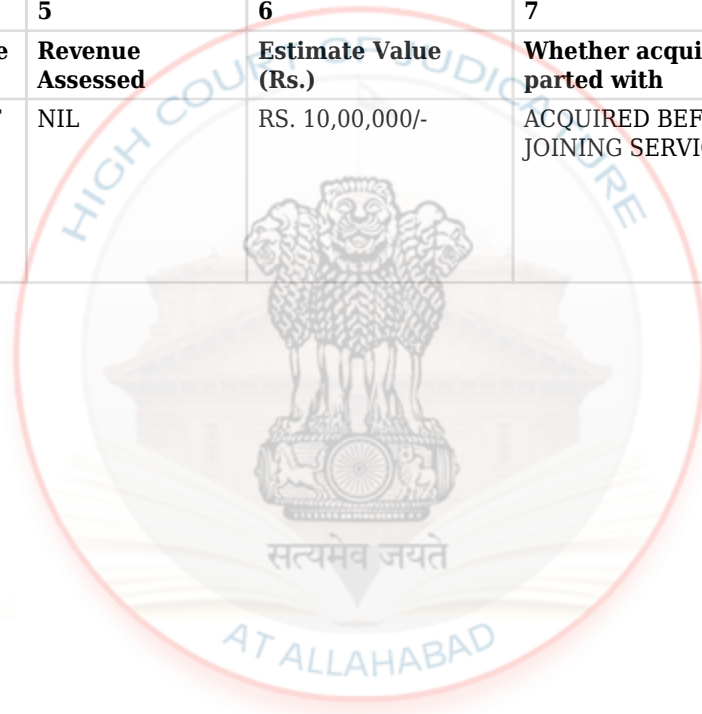 5 6 7
e Revenue Assessed Estimate Value (Rs.) Whether acqui parted with
NIL RS. 10,00,000/- ACQUIRED BEF JOINING SERVI
HIGH COURT OF JUDICATURE
सत्यमेव जयते
AT ALLAHABAD